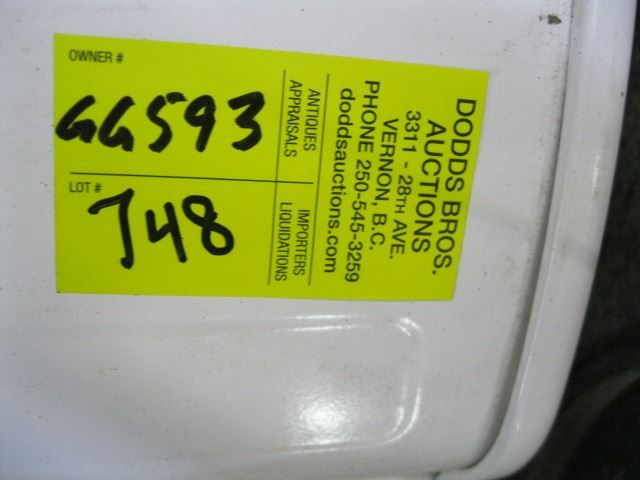 DODDS BROS.
AUCTIONS
3311 - 28TH AVE.
VERNON, B.C.
PHONE 250-545-3259
doddsauctions.com
ANTIQUES
APPRAISALS
IMPORTERS
LIQUIDATIONS
OWNER #
GG593
LOT #
748